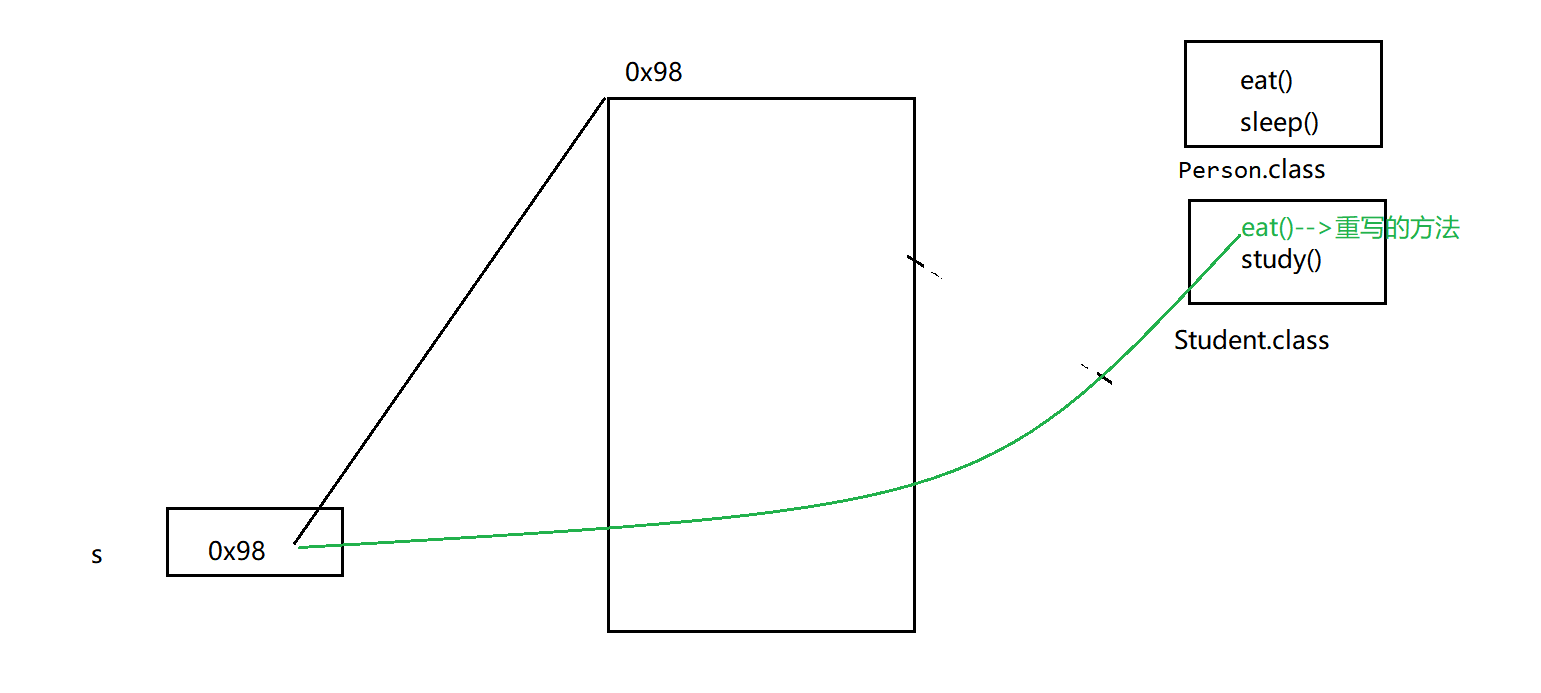 0x98
eat()
sleep()
Person.class
eat()-->重写的方法
study()
Student.class
s
0x98